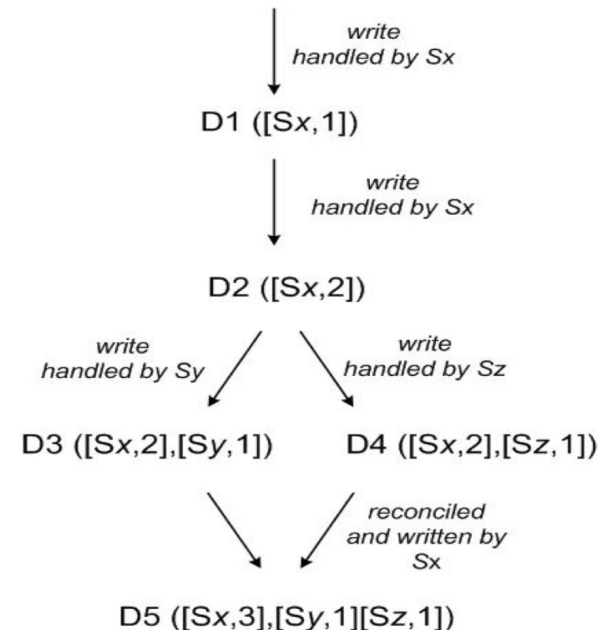 write
handled by Sx
D1 ([Sx,1])
write
handled by Sx
D2 ([Sx,2])
write
handled by Sy
write
handled by Sz
D3 ([Sx,2],[Sy,1])
D4 ([Sx,2],[Sz,1])
reconciled
and written by
Sx
D5 ([Sx,3],[Sy,1][Sz,1])